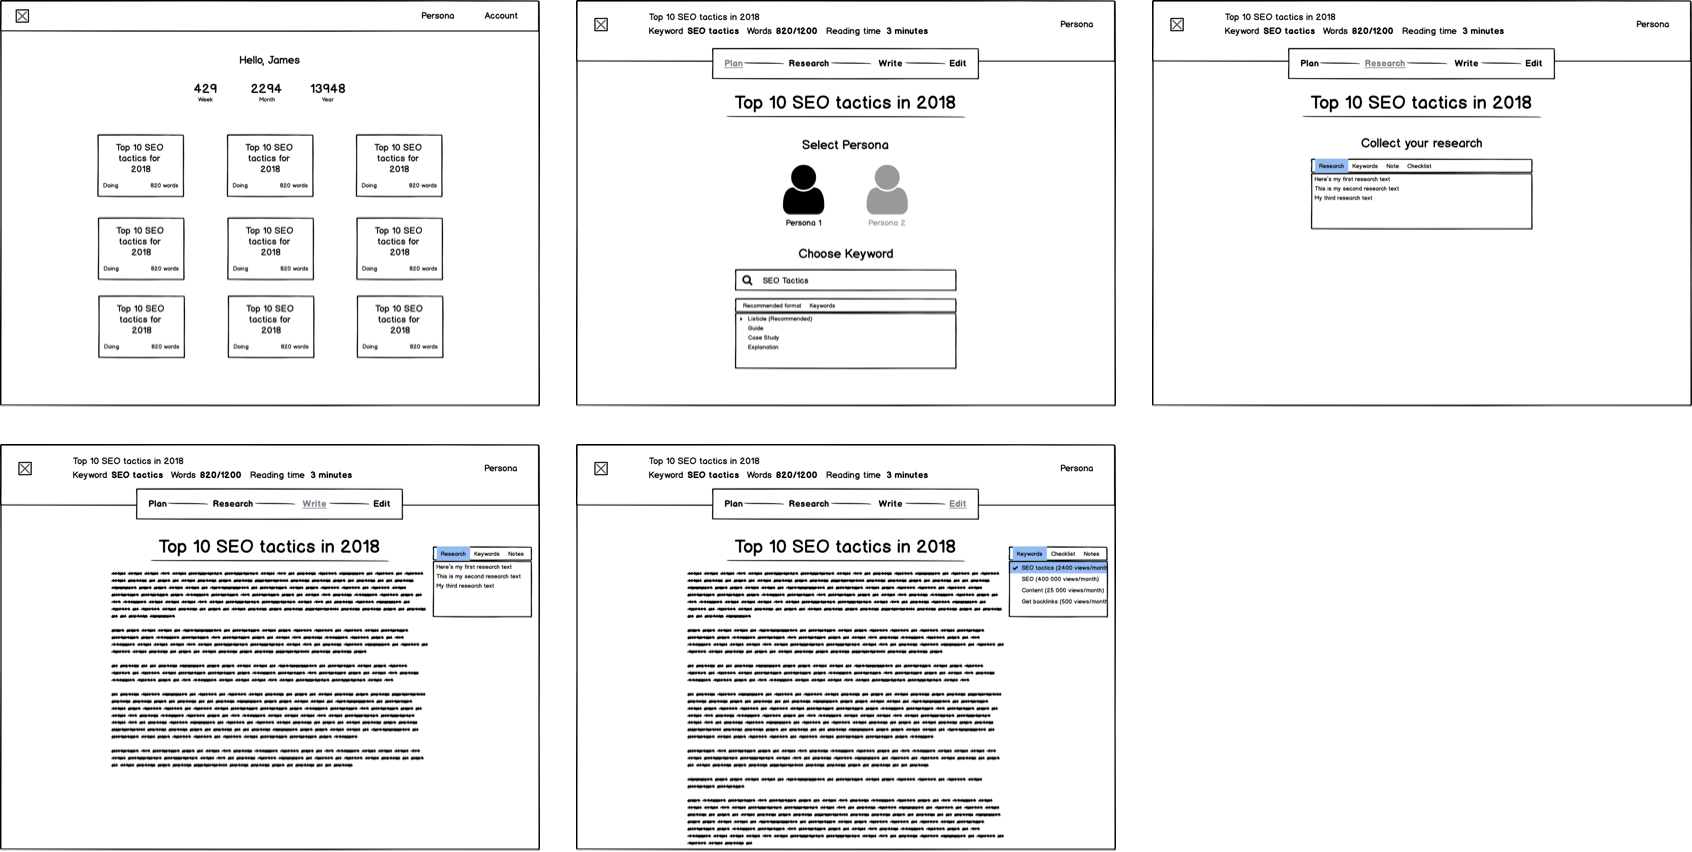 Persona Account
Hello, James
429 2294 13948
Week Month Year
Top 10 SEO
tactics for
2018
Doing 820 words
Top 10 SEO
tactics for
2018
Doing 820 words
Top 10 SEO
tactics for
2018
Doing 820 words
Top 10 SEO
tactics for
2018
Doing 820 words
Top 10 SEO
tactics for
2018
Doing 820 words
Top 10 SEO
tactics for
2018
Doing 820 words
Top 10 SEO
tactics for
2018
Doing 820 words
Top 10 SEO
tactics for
2018
Doing 820 words
Top 10 SEO
tactics for
2018
Doing 820 words
Top 10 SEO tactics in 2018
Keyword SEO tactics Words 820/1200 Reading time 3 minutes
Persona
Plan Research Write Edit
Top 10 SEO tactics in 2018
Select Persona
Persona 1 Persona 2
Choose Keyword
SEO Tactics
Recommended format Keywords
Listicle (Recommended)
Guide
Case Study
Explanation
Top 10 SEO tactics in 2018
Keyword SEO tactics Words 820/1200 Reading time 3 minutes
Persona
Plan Research Write Edit
Top 10 SEO tactics in 2018
Collect your research
Research Keywords Note Checklist
Here's my first research text
This is my second research text
My third research text
Top 10 SEO tactics in 2018
Keyword SEO tactics Words 820/1200 Reading time 3 minutes
Persona
Plan Research Write Edit
Top 10 SEO tactics in 2018
Research Keywords Notes
Here's my first research text
This is my second research text
My third research text
Top 10 SEO tactics in 2018
Keyword SEO tactics Words 820/1200 Reading time 3 minutes
Persona
Plan Research Write Edit
Top 10 SEO tactics in 2018
Keywords Checklist Notes
SEO tactics (2400 views/month
SEO (400 000 views/month)
Content (25 000 views/month)
Get backlinks (500 views/month